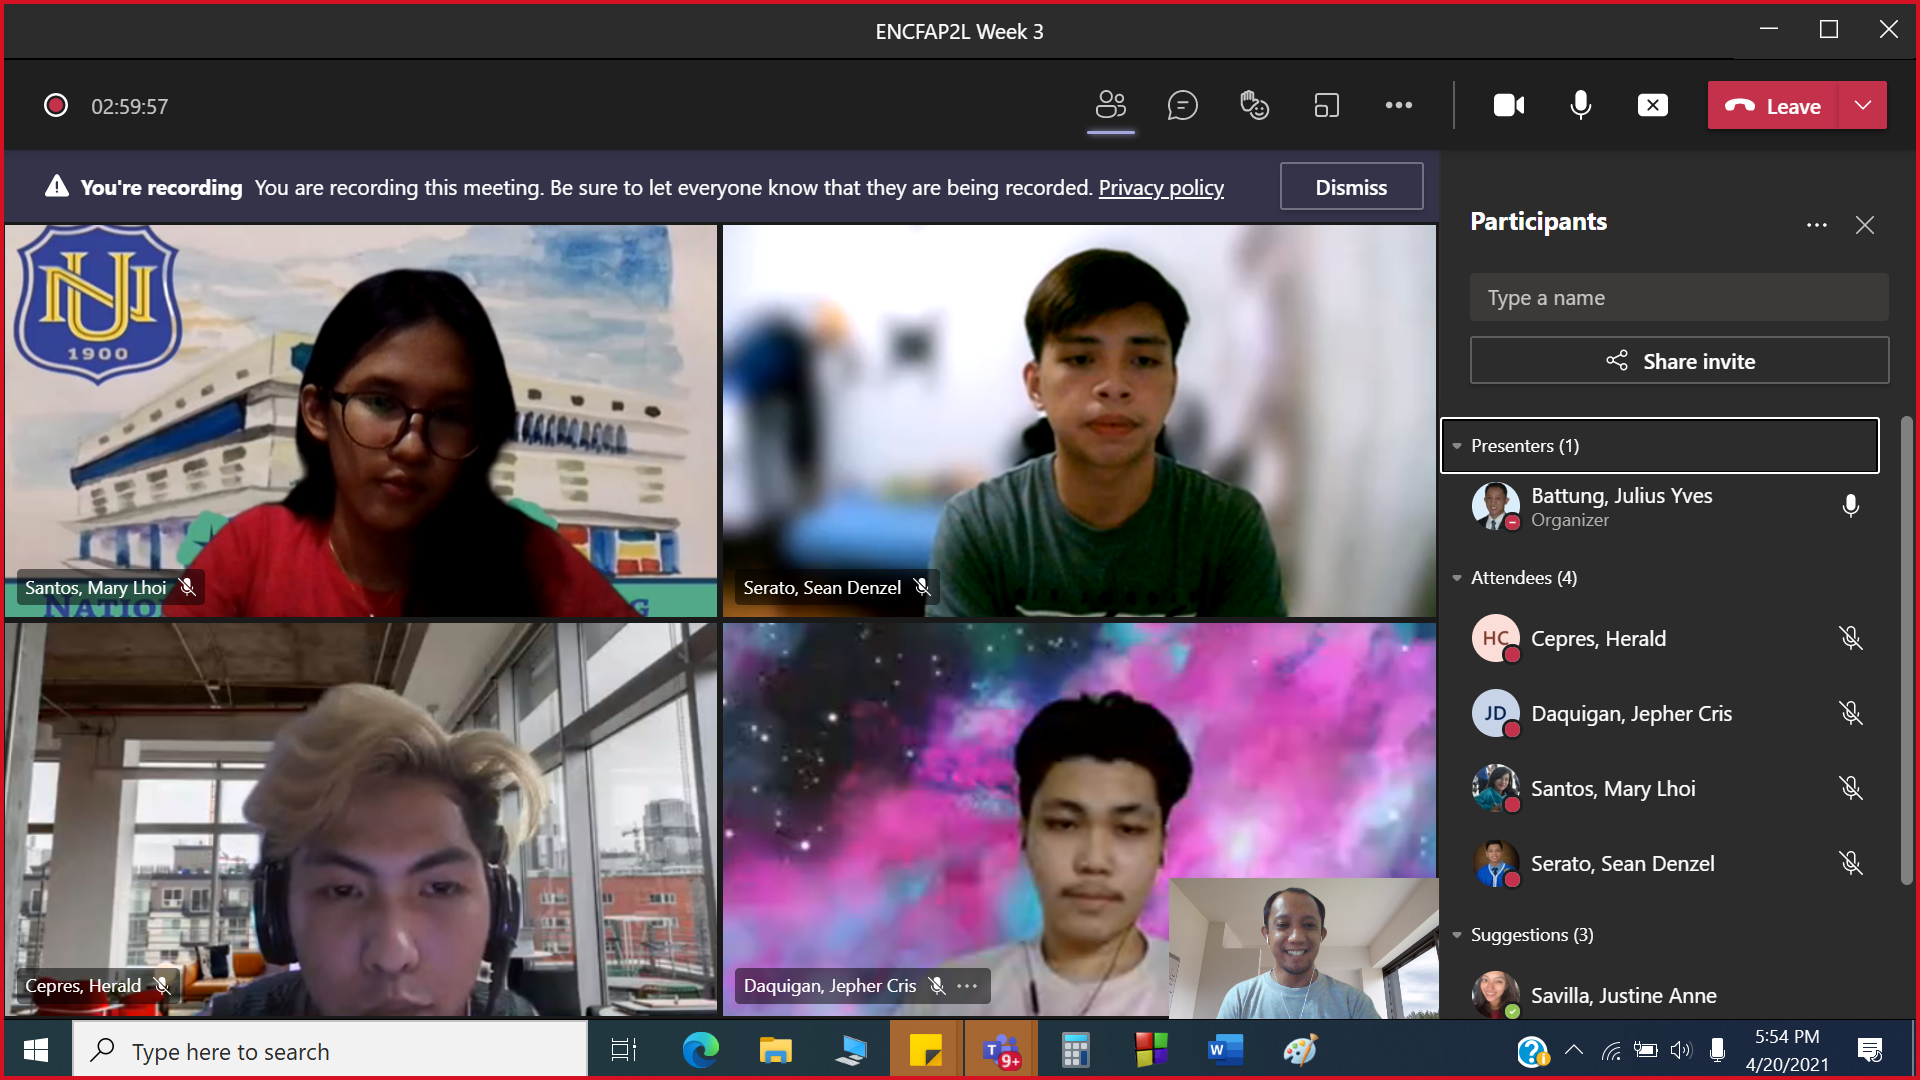 ENCFAP2L Week 3
02:59:57
Leave
You're recording You are recording this meeting. Be sure to let everyone know that they are being recorded. Privacy policy
Dismiss
NU
1900
NATION
Santos, Mary Lhoi
Serato, Sean Denzel
Cepres, Herald
Daquigan, Jepher Cris
Participants
Type a name
Share invite
Presenters (1)
Battung, Julius Yves
Organizer
Attendees (4)
HC
Cepres, Herald
JD
Daquigan, Jepher Cris
Santos, Mary Lhoi
Serato, Sean Denzel
Suggestions (3)
Savilla, Justine Anne
Type here to search
T
9+
W
5:54 PM
4/20/2021